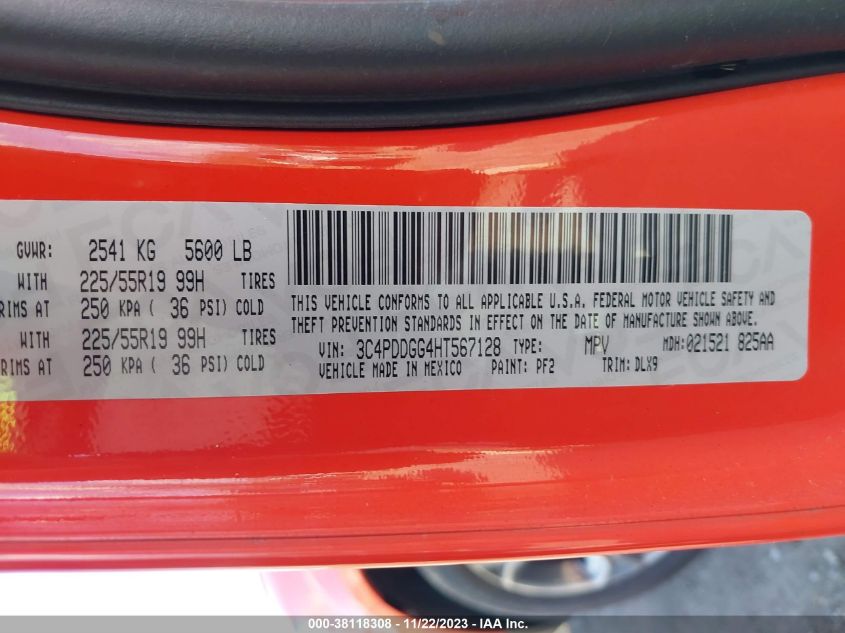 GVWR: 2541 KG 5600 LB
WITH 225/55R19 99H TIRES
RIMS AT 250 KPA ( 36 PSI) COLD
WITH 225/55R19 99H TIRES
RIMS AT 250 KPA ( 36 PSI) COLD
THIS VEHICLE CONFORMS TO ALL APPLICABLE U.S.A. FEDERAL MOTOR VEHICLE SAFETY AND
THEFT PREVENTION STANDARDS IN EFFECT ON THE DATE OF MANUFACTURE SHOWN ABOVE.
VIN: 3C4PDDGG4HT567128 TYPE: MPV MDH:021521 825AA
VEHICLE MADE IN MEXICO PAINT: PF2 TRIM:DLX9
000-38118308 - 11/22/2023 - IAA Inc.